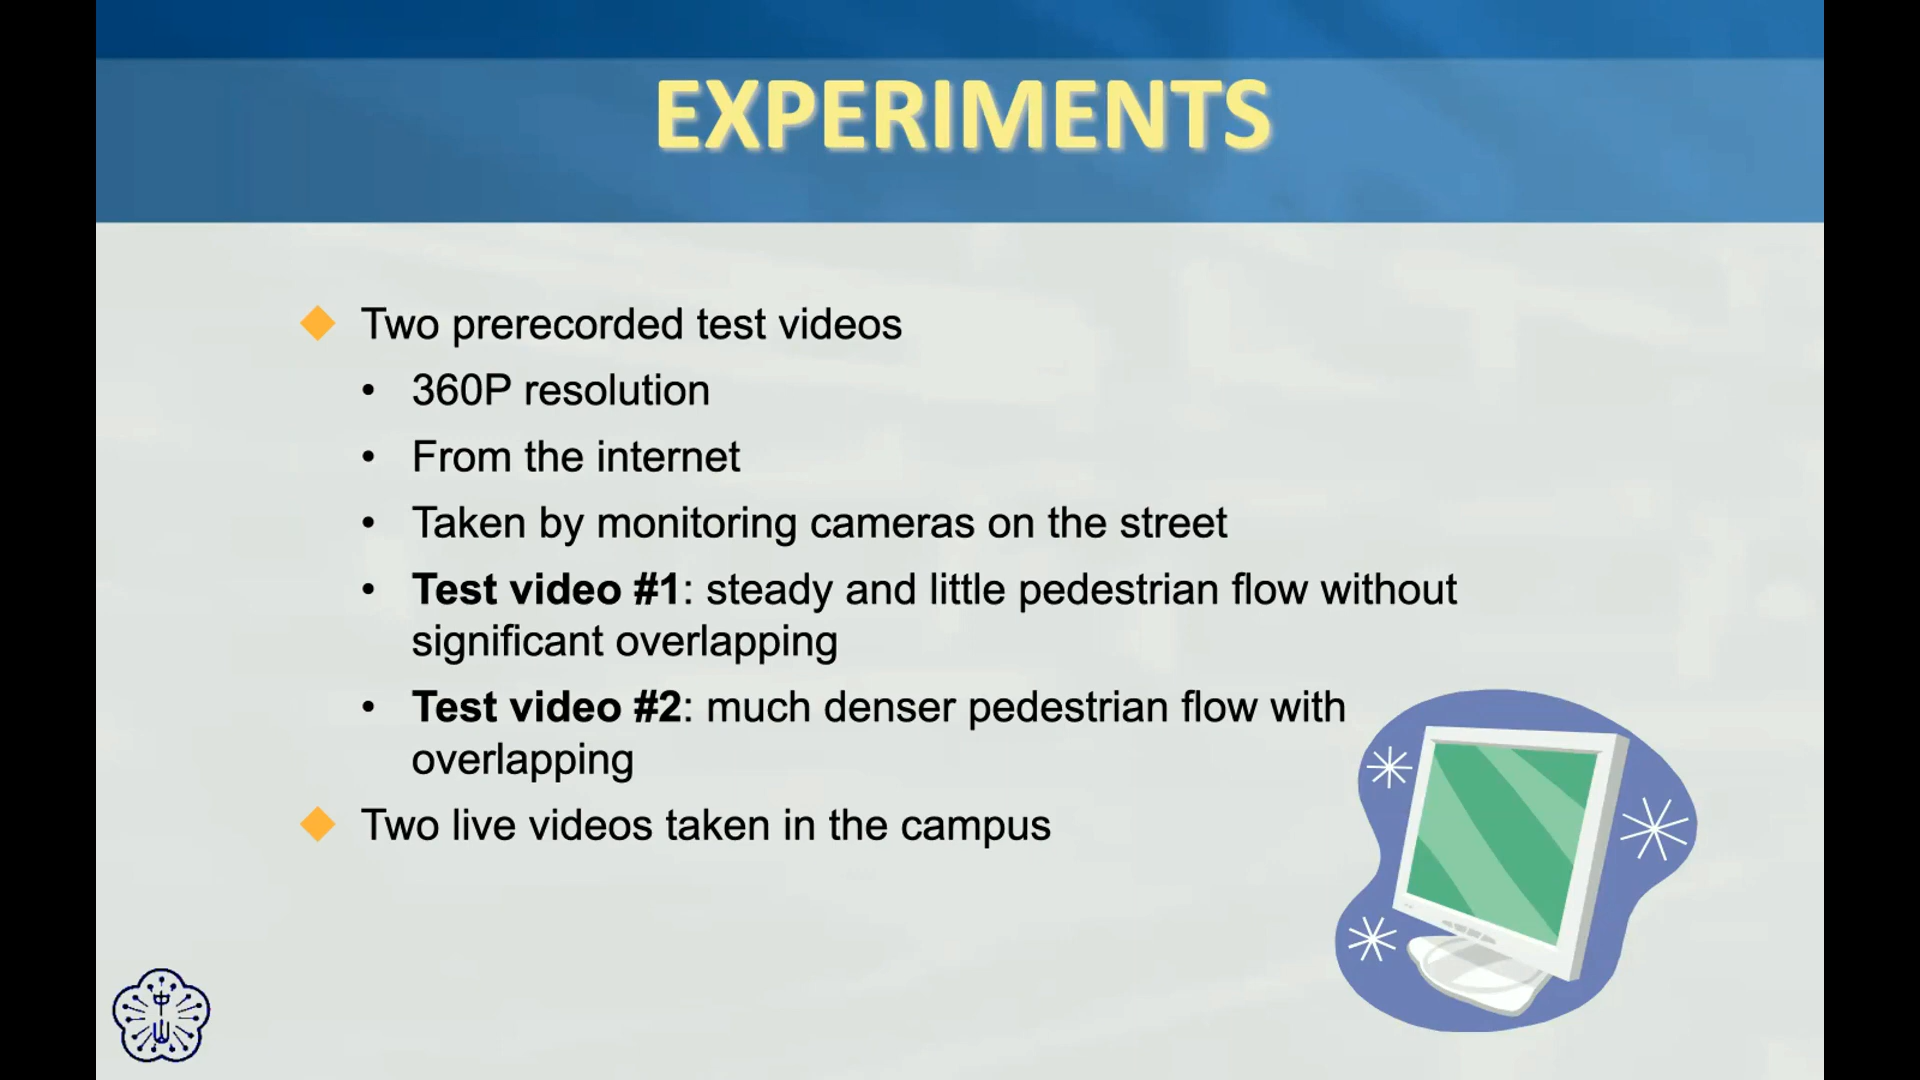 EXPERIMENTS
Two prerecorded test videos
• 360P resolution
• From the internet
• Taken by monitoring cameras on the street
• Test video #1: steady and little pedestrian flow without
significant overlapping
• Test video #2: much denser pedestrian flow with
overlapping
Two live videos taken in the campus